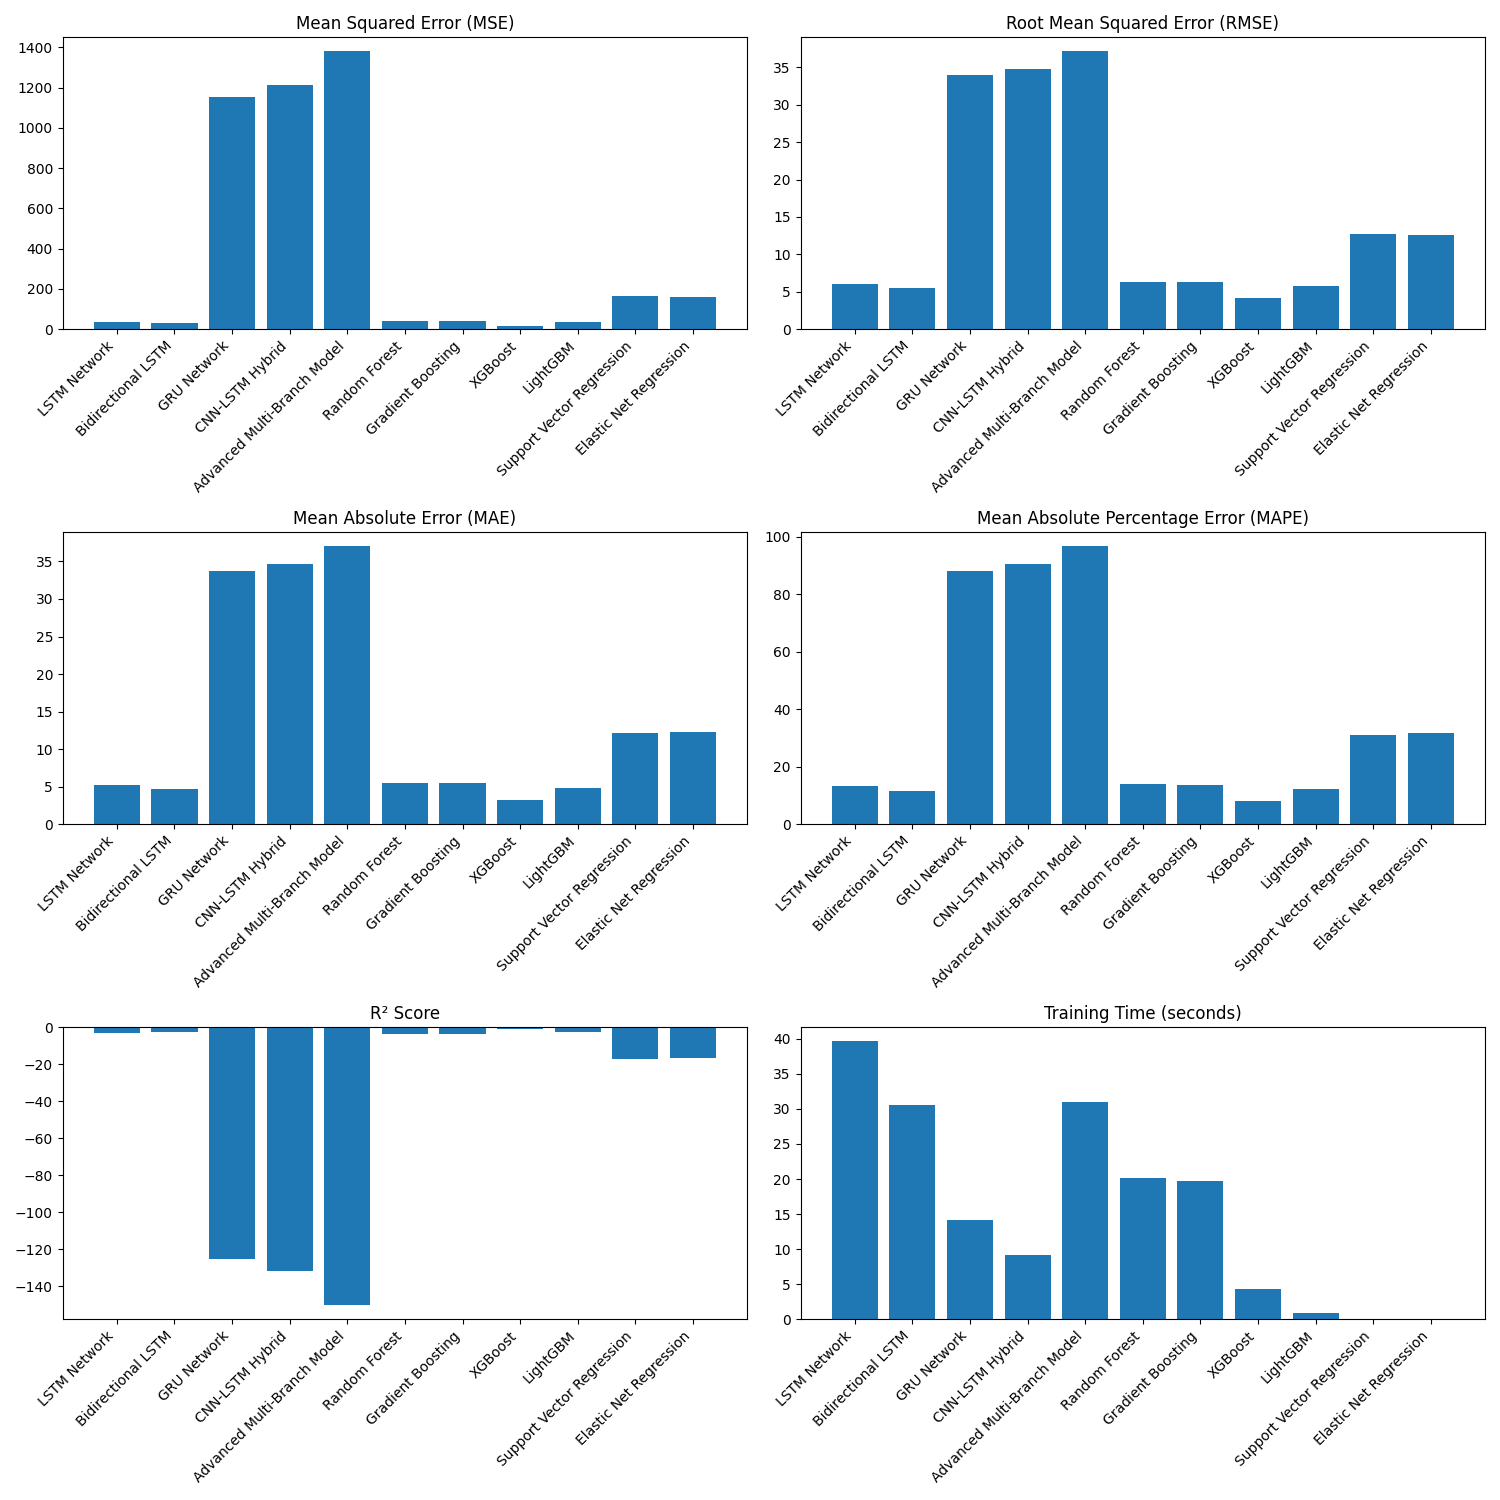 Mean Squared Error (MSE)
1400
1200
1000
800
600
400
200
0
LSTM Network
Bidirectional LSTM
GRU Network
CNN-LSTM Hybrid
Advanced Multi-Branch Model
Random Forest
Gradient Boosting
XGBoost
LightGBM
Support Vector Regression
Elastic Net Regression
Root Mean Squared Error (RMSE)
35
30
25
20
15
10
5
0
LSTM Network
Bidirectional LSTM
GRU Network
CNN-LSTM Hybrid
Advanced Multi-Branch Model
Random Forest
Gradient Boosting
XGBoost
LightGBM
Support Vector Regression
Elastic Net Regression
Mean Absolute Error (MAE)
35
30
25
20
15
10
5
0
LSTM Network
Bidirectional LSTM
GRU Network
CNN-LSTM Hybrid
Advanced Multi-Branch Model
Random Forest
Gradient Boosting
XGBoost
LightGBM
Support Vector Regression
Elastic Net Regression
Mean Absolute Percentage Error (MAPE)
100
80
60
40
20
0
LSTM Network
Bidirectional LSTM
GRU Network
CNN-LSTM Hybrid
Advanced Multi-Branch Model
Random Forest
Gradient Boosting
XGBoost
LightGBM
Support Vector Regression
Elastic Net Regression
R² Score
0
−20
−40
−60
−80
−100
−120
−140
LSTM Network
Bidirectional LSTM
GRU Network
CNN-LSTM Hybrid
Advanced Multi-Branch Model
Random Forest
Gradient Boosting
XGBoost
LightGBM
Support Vector Regression
Elastic Net Regression
Training Time (seconds)
40
35
30
25
20
15
10
5
0
LSTM Network
Bidirectional LSTM
GRU Network
CNN-LSTM Hybrid
Advanced Multi-Branch Model
Random Forest
Gradient Boosting
XGBoost
LightGBM
Support Vector Regression
Elastic Net Regression